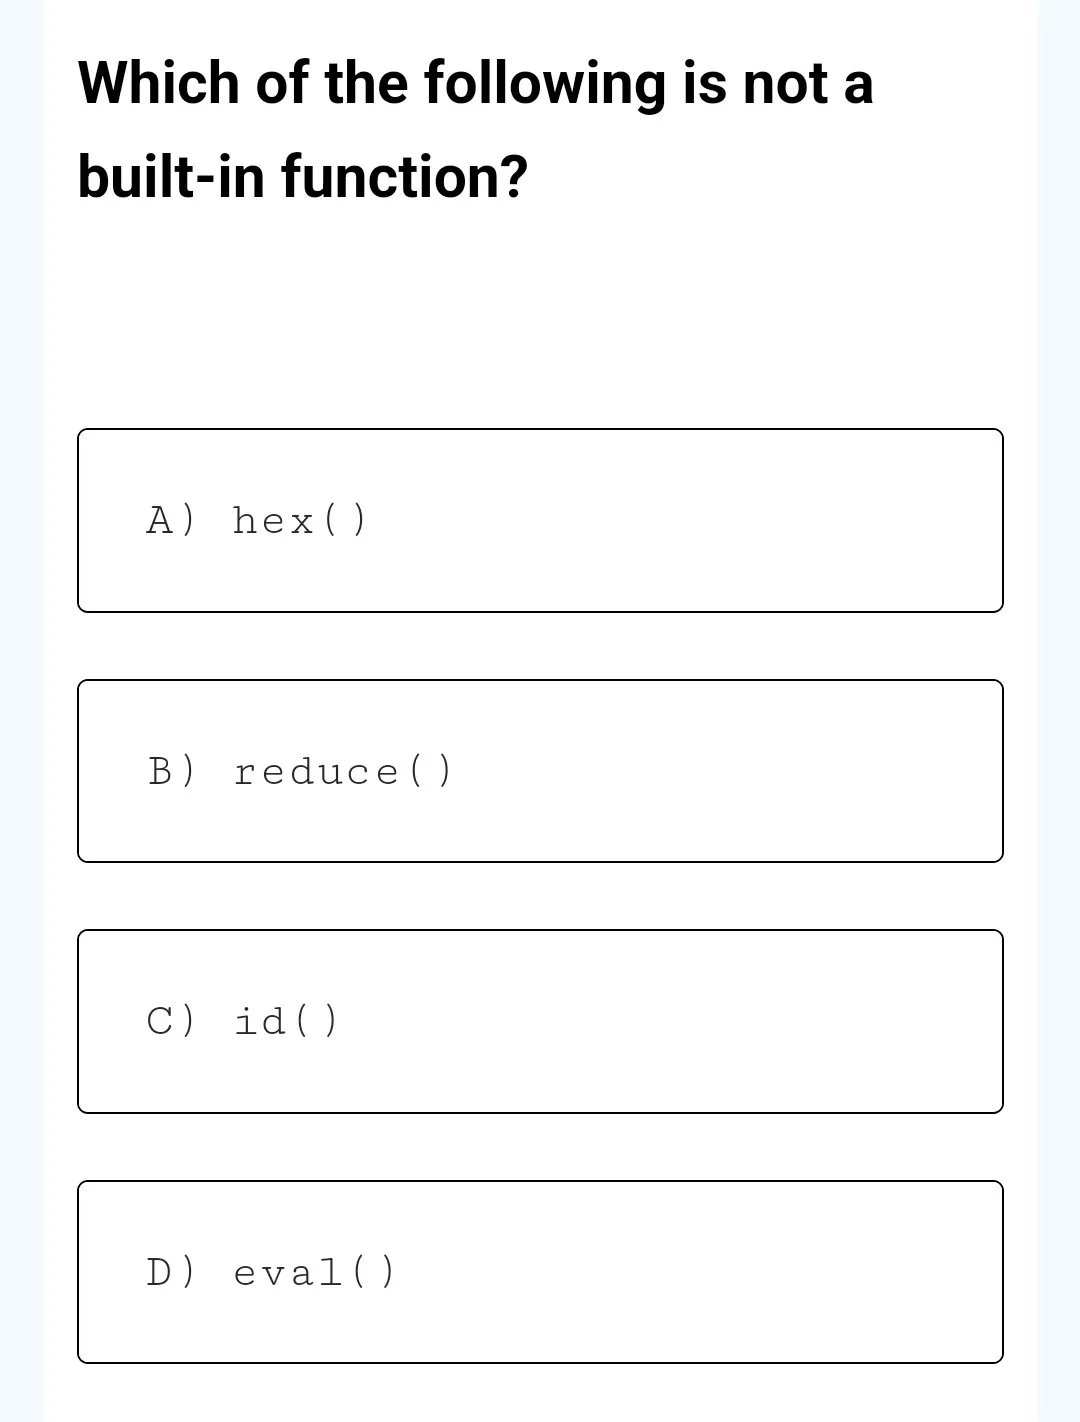 Which of the following is not a
built-in function?
A) hex()
B) reduce()
C) id()
D) eval()